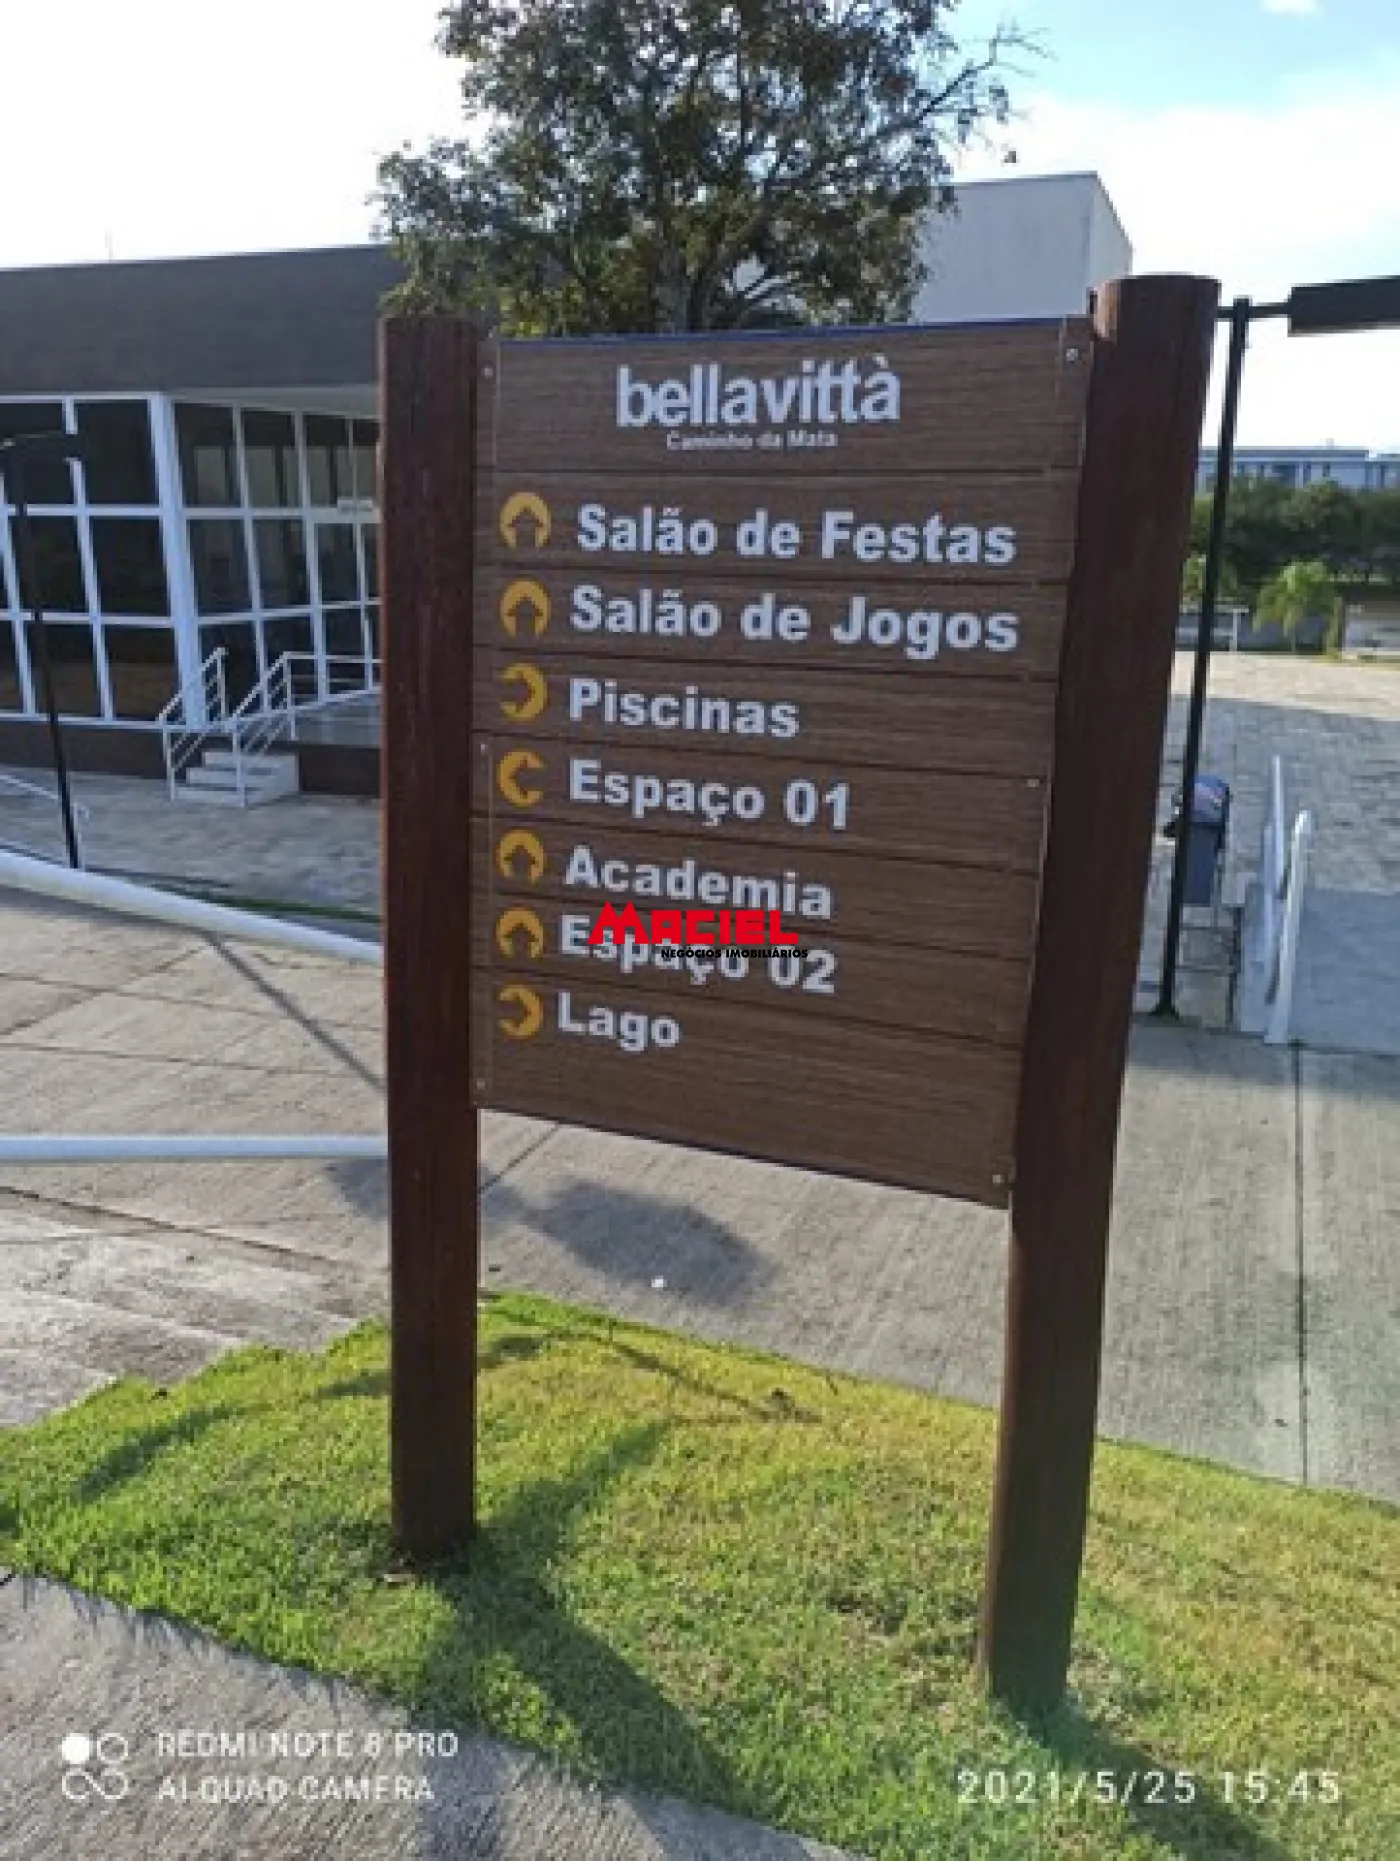 bellavittà
Caminho da Mata
Salão de Festas
Salão de Jogos
Piscinas
Espaço 01
Academia
MACIEL
NEGÓCIOS IMOBILIÁRIOS
Espaço 02
Lago
REDMI NOTE 8 PRO
AI QUAD CAMERA
2021/5/25 15:45